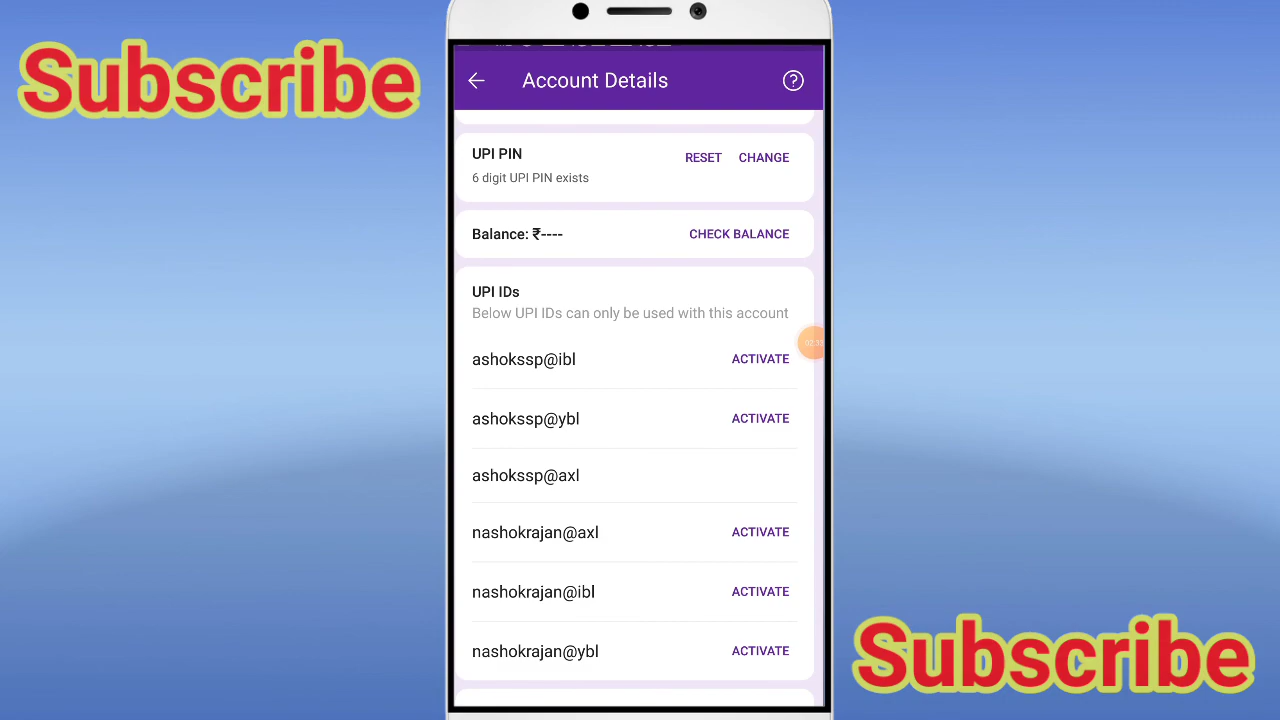 Subscribe
Account Details
UPI PIN
RESET CHANGE
6 digit UPI PIN exists
Balance: ₹----
CHECK BALANCE
UPI IDs
Below UPI IDs can only be used with this account
ashokssp@ibl ACTIVATE
ashokssp@ybl ACTIVATE
ashokssp@axl
nashokrajan@axl ACTIVATE
nashokrajan@ibl ACTIVATE
nashokrajan@ybl ACTIVATE
Subscribe